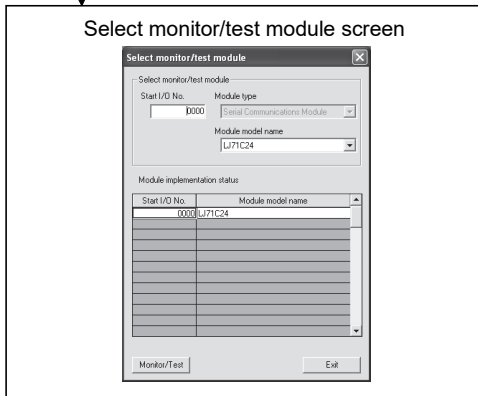 Select monitor/test module screen
Select monitor/test module
Select monitor/test module
Start I/O No. Module type
0000 Serial Communications Module
Module model name
LJ71C24
Module implementation status
Start I/O No. Module model name
0000 LJ71C24
Monitor/Test Exit